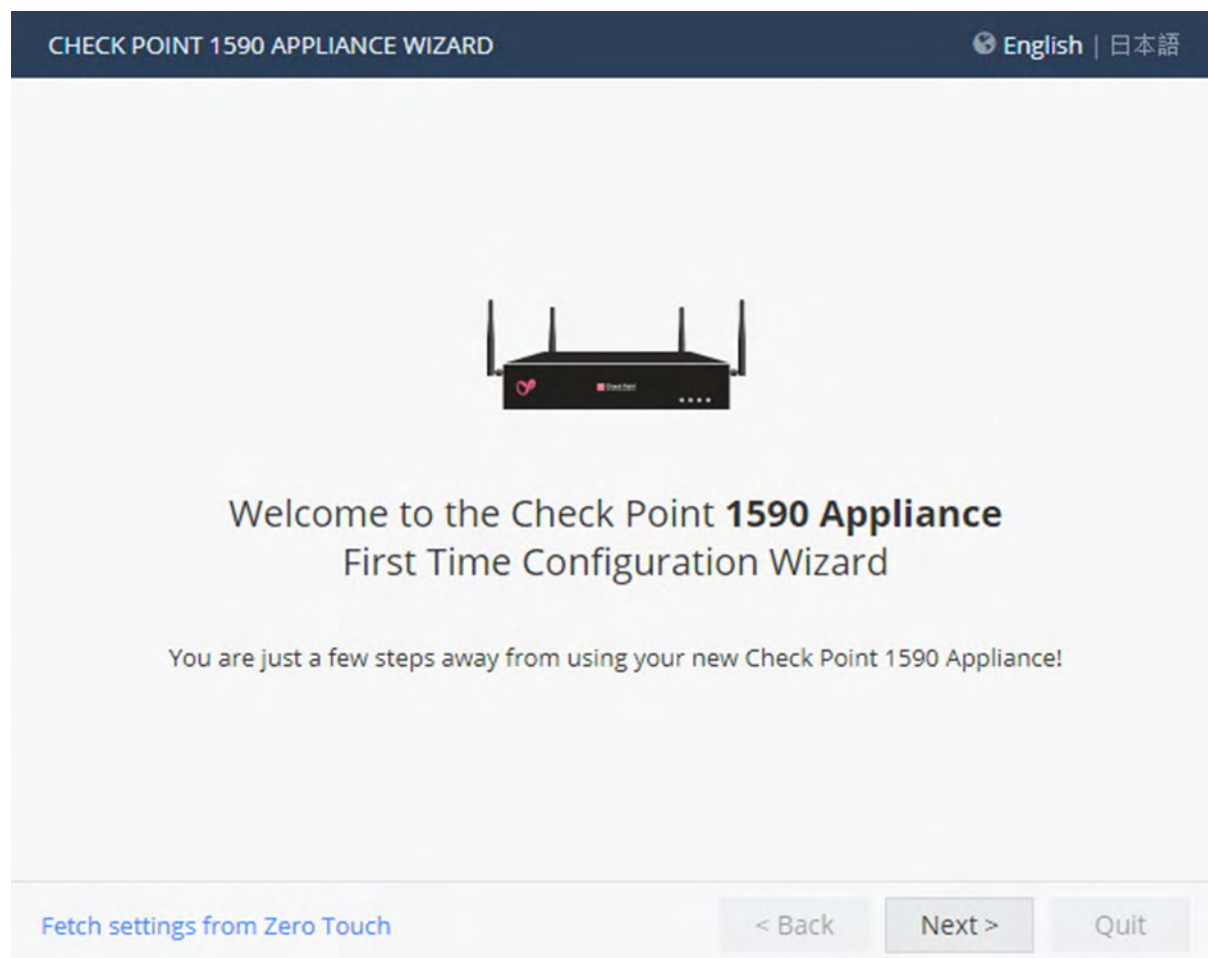 CHECK POINT 1590 APPLIANCE WIZARD
English | 日本語
Check Point
Welcome to the Check Point 1590 Appliance
First Time Configuration Wizard
You are just a few steps away from using your new Check Point 1590 Appliance!
Fetch settings from Zero Touch
< Back
Next >
Quit